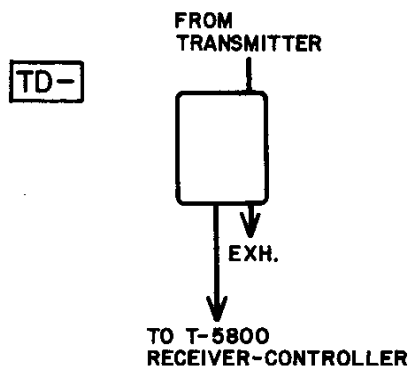 FROM
TRANSMITTER
TD-
EXH.
TO T-5800
RECEIVER-CONTROLLER